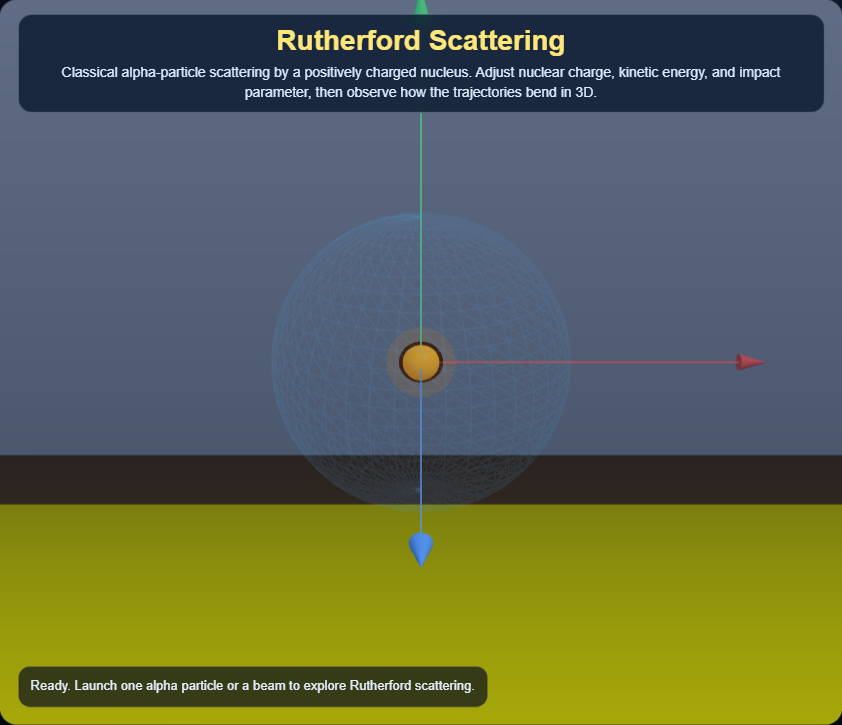 Rutherford Scattering
Classical alpha-particle scattering by a positively charged nucleus. Adjust nuclear charge, kinetic energy, and impact
parameter, then observe how the trajectories bend in 3D.
Ready. Launch one alpha particle or a beam to explore Rutherford scattering.